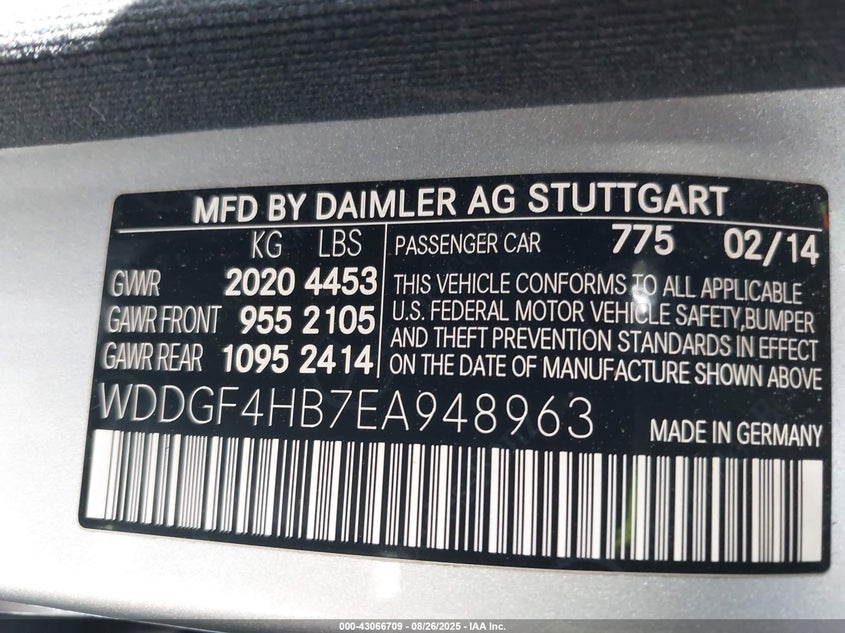 MFD BY DAIMLER AG STUTTGART
KG LBS
GVWR 2020 4453
GAWR FRONT 955 2105
GAWR REAR 1095 2414
PASSENGER CAR 775 02/14
THIS VEHICLE CONFORMS TO ALL APPLICABLE
U.S. FEDERAL MOTOR VEHICLE SAFETY,BUMPER
AND THEFT PREVENTION STANDARDS IN EFFECT
ON THE DATE OF MANUFACTURE SHOWN ABOVE
WDDGF4HB7EA948963
MADE IN GERMANY
000-43066709 - 08/26/2025 - IAA Inc.